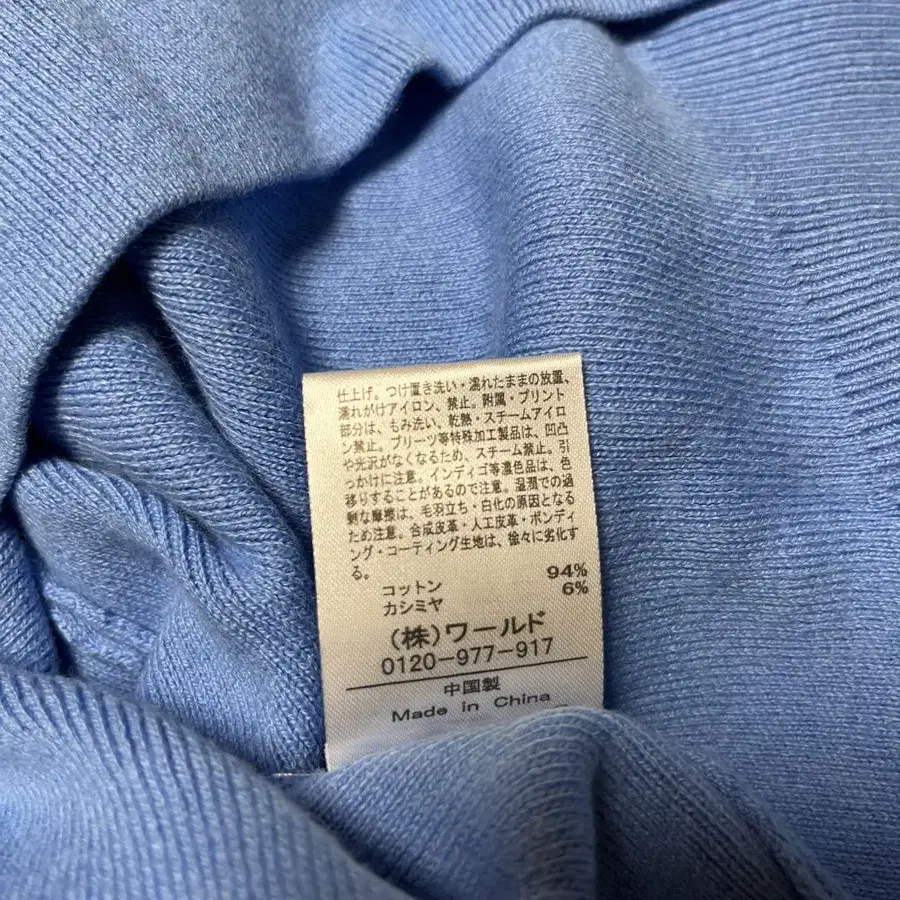 仕上げ。つけ置き洗い・濡れたままの放置、
濡れがけアイロン、禁止。附属・プリント
部分は、もみ洗い、乾熱・スチームアイロ
ン禁止。プリーツ等特殊加工製品は、凹凸
や光沢がなくなるため、スチーム禁止。引
っかけに注意。インディゴ等濃色品は、色
移りすることがあるので注意。湿潤での過
剰な摩擦は、毛羽立ち・白化の原因となる
ため注意。合成皮革・人工皮革・ボンディ
ング・コーティング生地は、徐々に劣化す
る。
コットン 94%
カシミヤ 6%
(株)ワールド
0120-977-917
中国製
Made in China